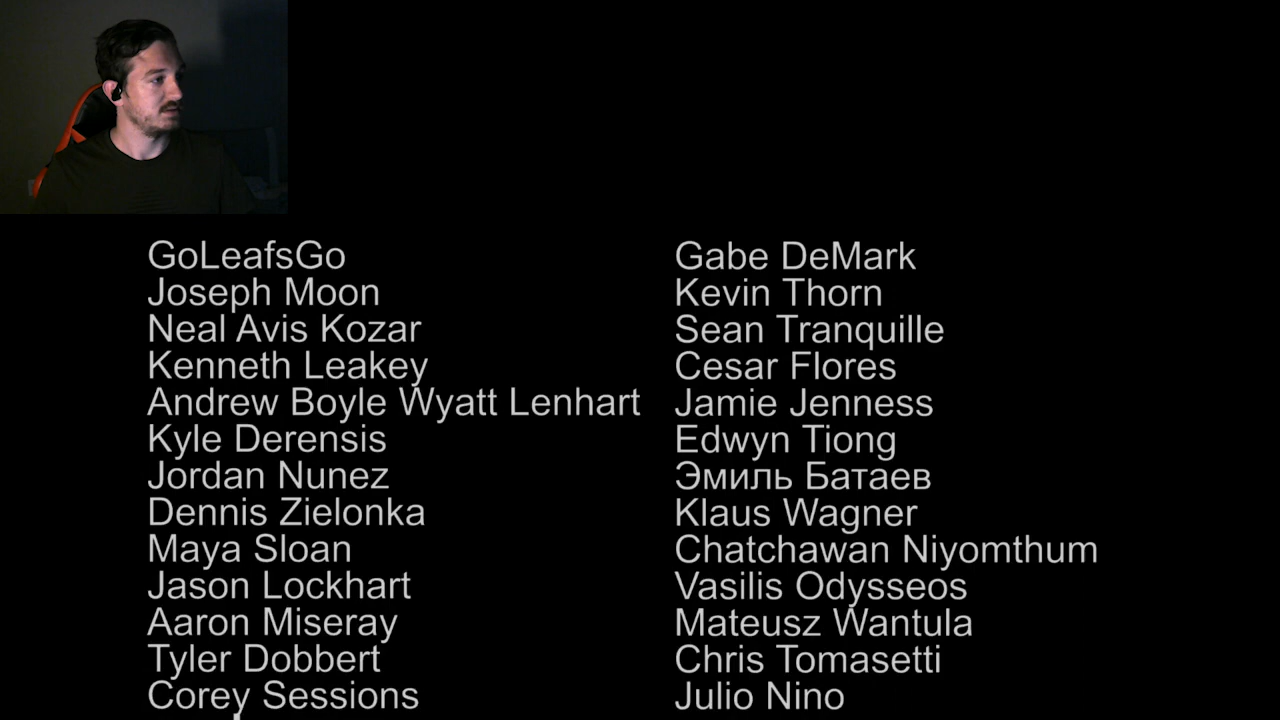 GoLeafsGo
Joseph Moon
Neal Avis Kozar
Kenneth Leakey
Andrew Boyle Wyatt Lenhart
Kyle Derensis
Jordan Nunez
Dennis Zielonka
Maya Sloan
Jason Lockhart
Aaron Miseray
Tyler Dobbert
Corey Sessions
Gabe DeMark
Kevin Thorn
Sean Tranquille
Cesar Flores
Jamie Jenness
Edwyn Tiong
Эмиль Батаев
Klaus Wagner
Chatchawan Niyomthum
Vasilis Odysseos
Mateusz Wantula
Chris Tomasetti
Julio Nino